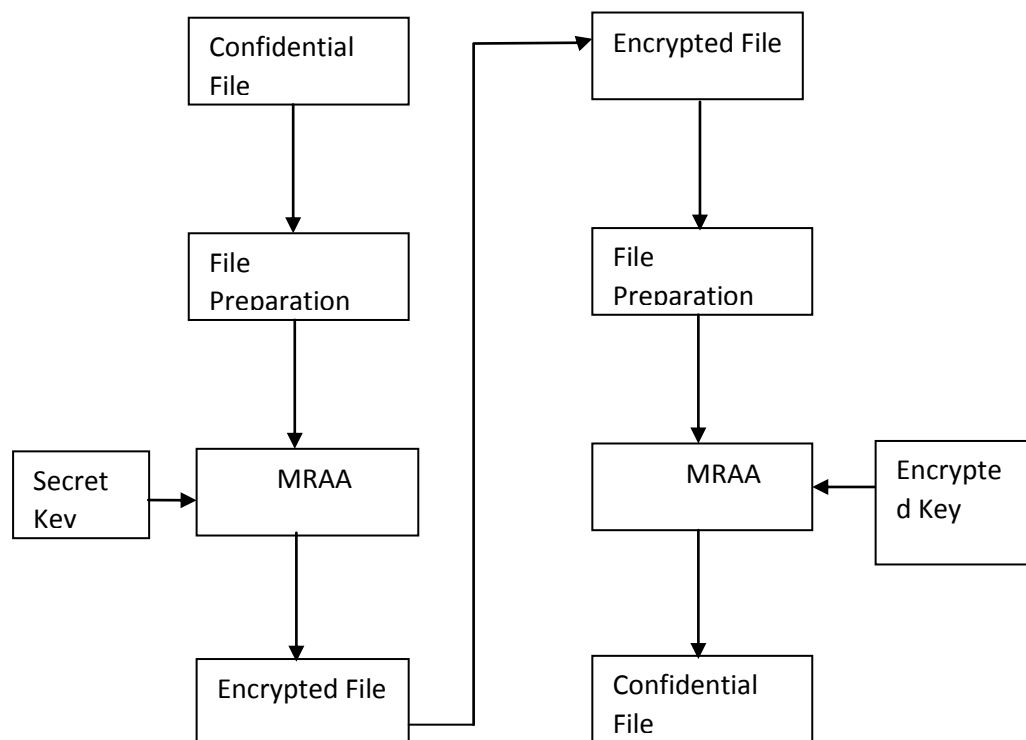 Confidential
File
File
Preparation
Secret
Key
MRAA
Encrypted File
Encrypted File
File
Preparation
MRAA
Encrypte
d Key
Confidential
File